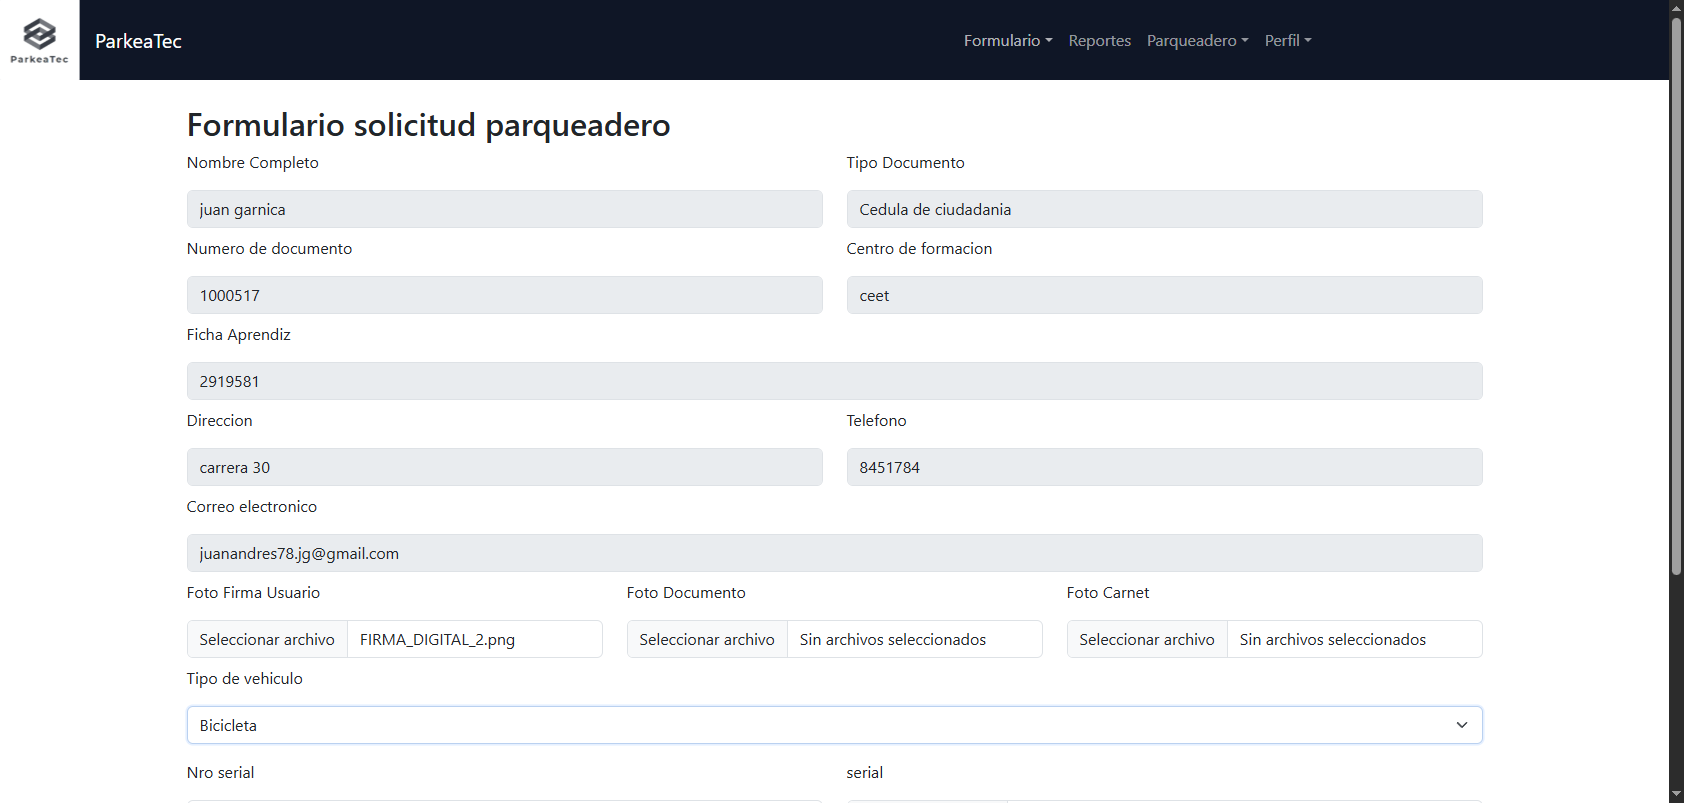 ParkeaTec
ParkeaTec
Formulario Reportes Parqueadero Perfil
Formulario solicitud parqueadero
Nombre Completo Tipo Documento
juan garnica Cedula de ciudadania
Numero de documento Centro de formacion
1000517 ceet
Ficha Aprendiz
2919581
Direccion Telefono
carrera 30 8451784
Correo electronico
juanandres78.jg@gmail.com
Foto Firma Usuario Foto Documento Foto Carnet
Seleccionar archivo FIRMA_DIGITAL_2.png Seleccionar archivo Sin archivos seleccionados Seleccionar archivo Sin archivos seleccionados
Tipo de vehiculo
Bicicleta
Nro serial serial